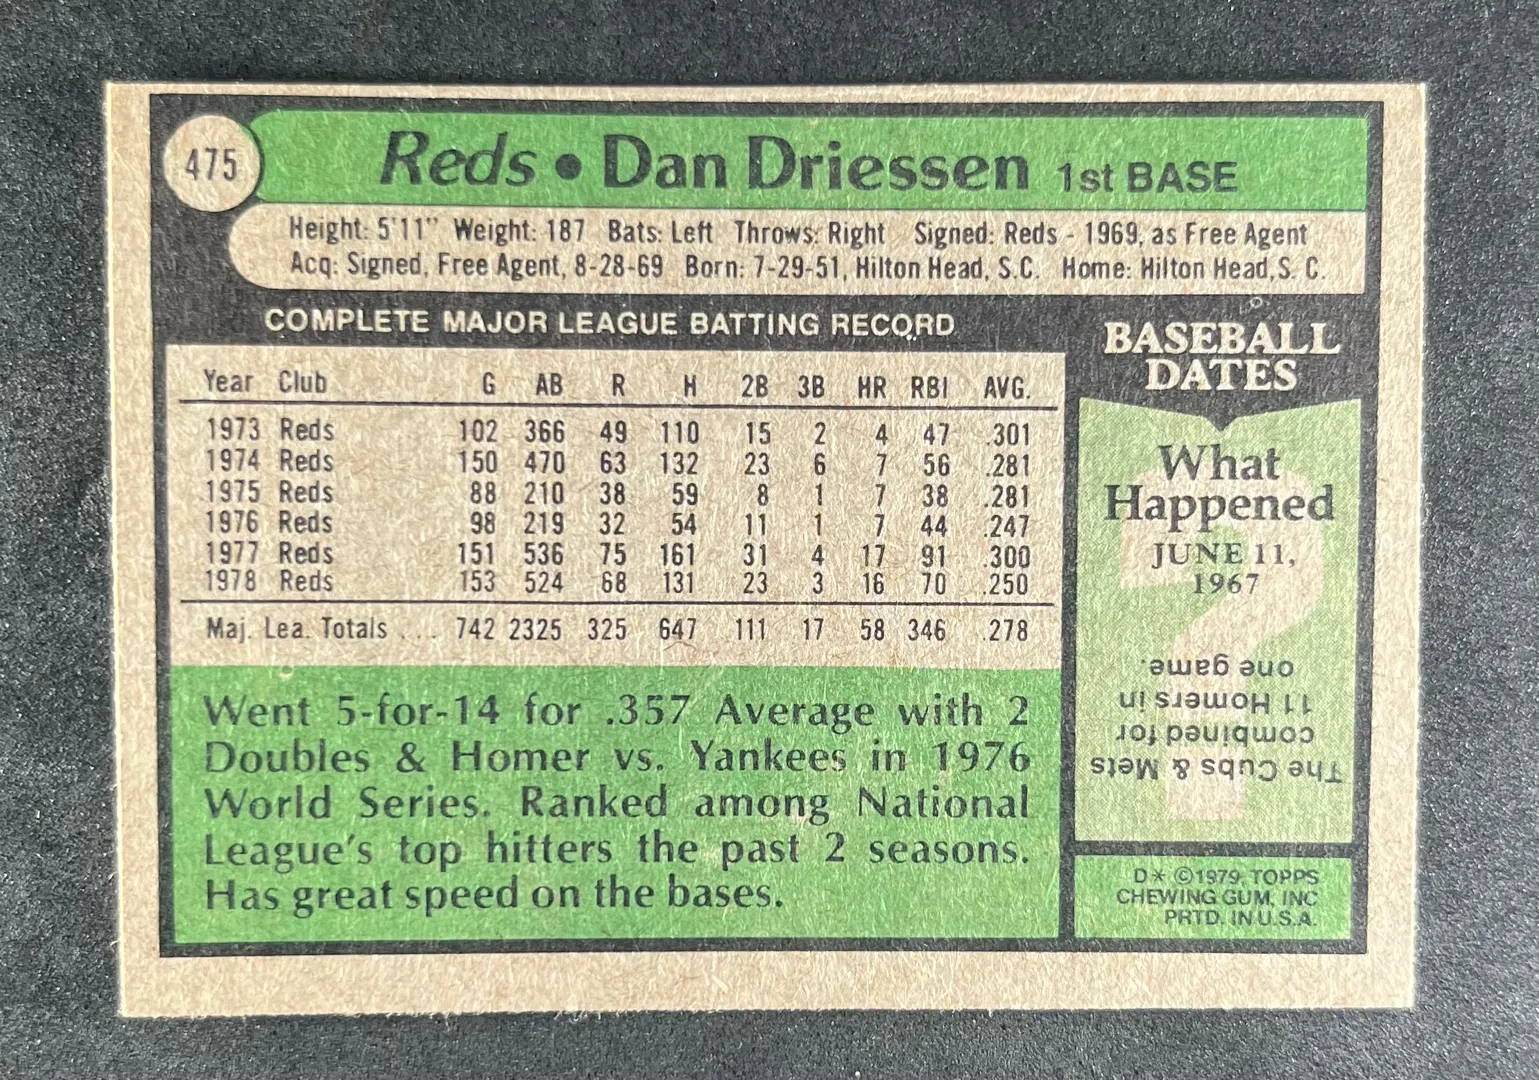 475
Reds • Dan Driessen 1st BASE
Height: 5'11" Weight: 187 Bats: Left Throws: Right Signed: Reds - 1969, as Free Agent
Acq: Signed, Free Agent, 8-28-69 Born: 7-29-51, Hilton Head, S.C. Home: Hilton Head, S. C.
COMPLETE MAJOR LEAGUE BATTING RECORD
Year Club G AB R H 2B 3B HR RBI AVG.
1973 Reds 102 366 49 110 15 2 4 47 .301
1974 Reds 150 470 63 132 23 6 7 56 .281
1975 Reds 88 210 38 59 8 1 7 38 .281
1976 Reds 98 219 32 54 11 1 7 44 .247
1977 Reds 151 536 75 161 31 4 17 91 .300
1978 Reds 153 524 68 131 23 3 16 70 .250
Maj. Lea. Totals ... 742 2325 325 647 111 17 58 346 .278
Went 5-for-14 for .357 Average with 2
Doubles & Homer vs. Yankees in 1976
World Series. Ranked among National
League's top hitters the past 2 seasons.
Has great speed on the bases.
BASEBALL
DATES
What
Happened
JUNE 11,
1967
The Cubs & Mets
combined for
11 Homers in
one game.
D* ©1979 TOPPS
CHEWING GUM, INC
PRTD. IN U.S.A.